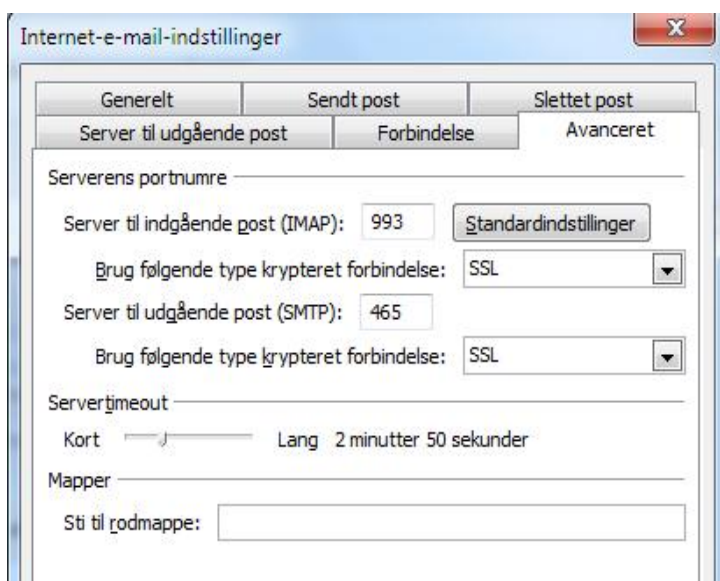 Internet-e-mail-indstillinger
Generelt Sendt post Slettet post
Server til udgående post Forbindelse Avanceret
Serverens portnumre
Server til indgående post (IMAP): 993 Standardindstillinger
Brug følgende type krypteret forbindelse: SSL
Server til udgående post (SMTP): 465
Brug følgende type krypteret forbindelse: SSL
Servertimeout
Kort Lang 2 minutter 50 sekunder
Mapper
Sti til rodmappe: